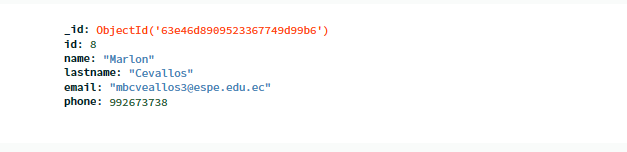 _id: ObjectId('63e46d8909523367749d99b6')
id: 8
name: "Marlon"
lastname: "Cevallos"
email: "mbcveallos3@espe.edu.ec"
phone: 992673738